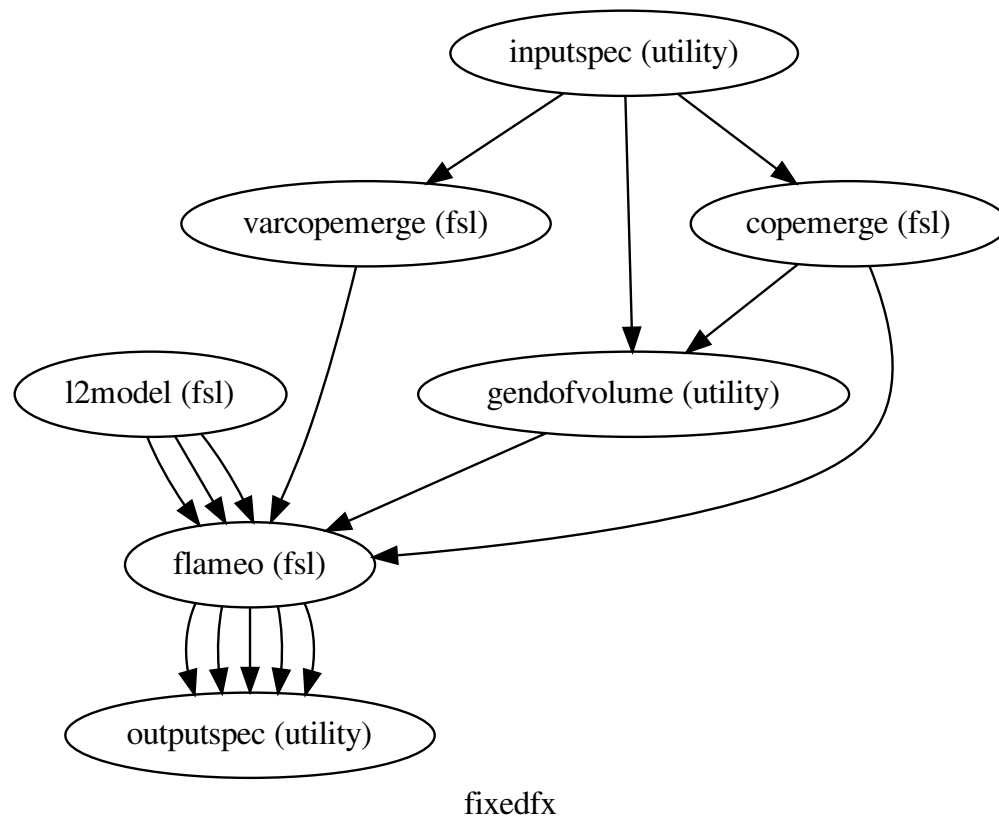 inputspec (utility)
varcopemerge (fsl)
copemerge (fsl)
l2model (fsl)
gendofvolume (utility)
flameo (fsl)
outputspec (utility)
fixedfx